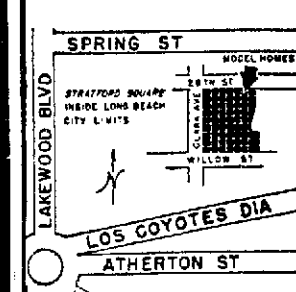 SPRING ST
MODEL HOMES
28TH ST
STRATFORD SQUARE
INSIDE LONG BEACH
CITY LIMITS
LAKEWOOD BLVD
CLARK AVE
WILLOW ST
N
LOS COYOTES DIA
ATHERTON ST